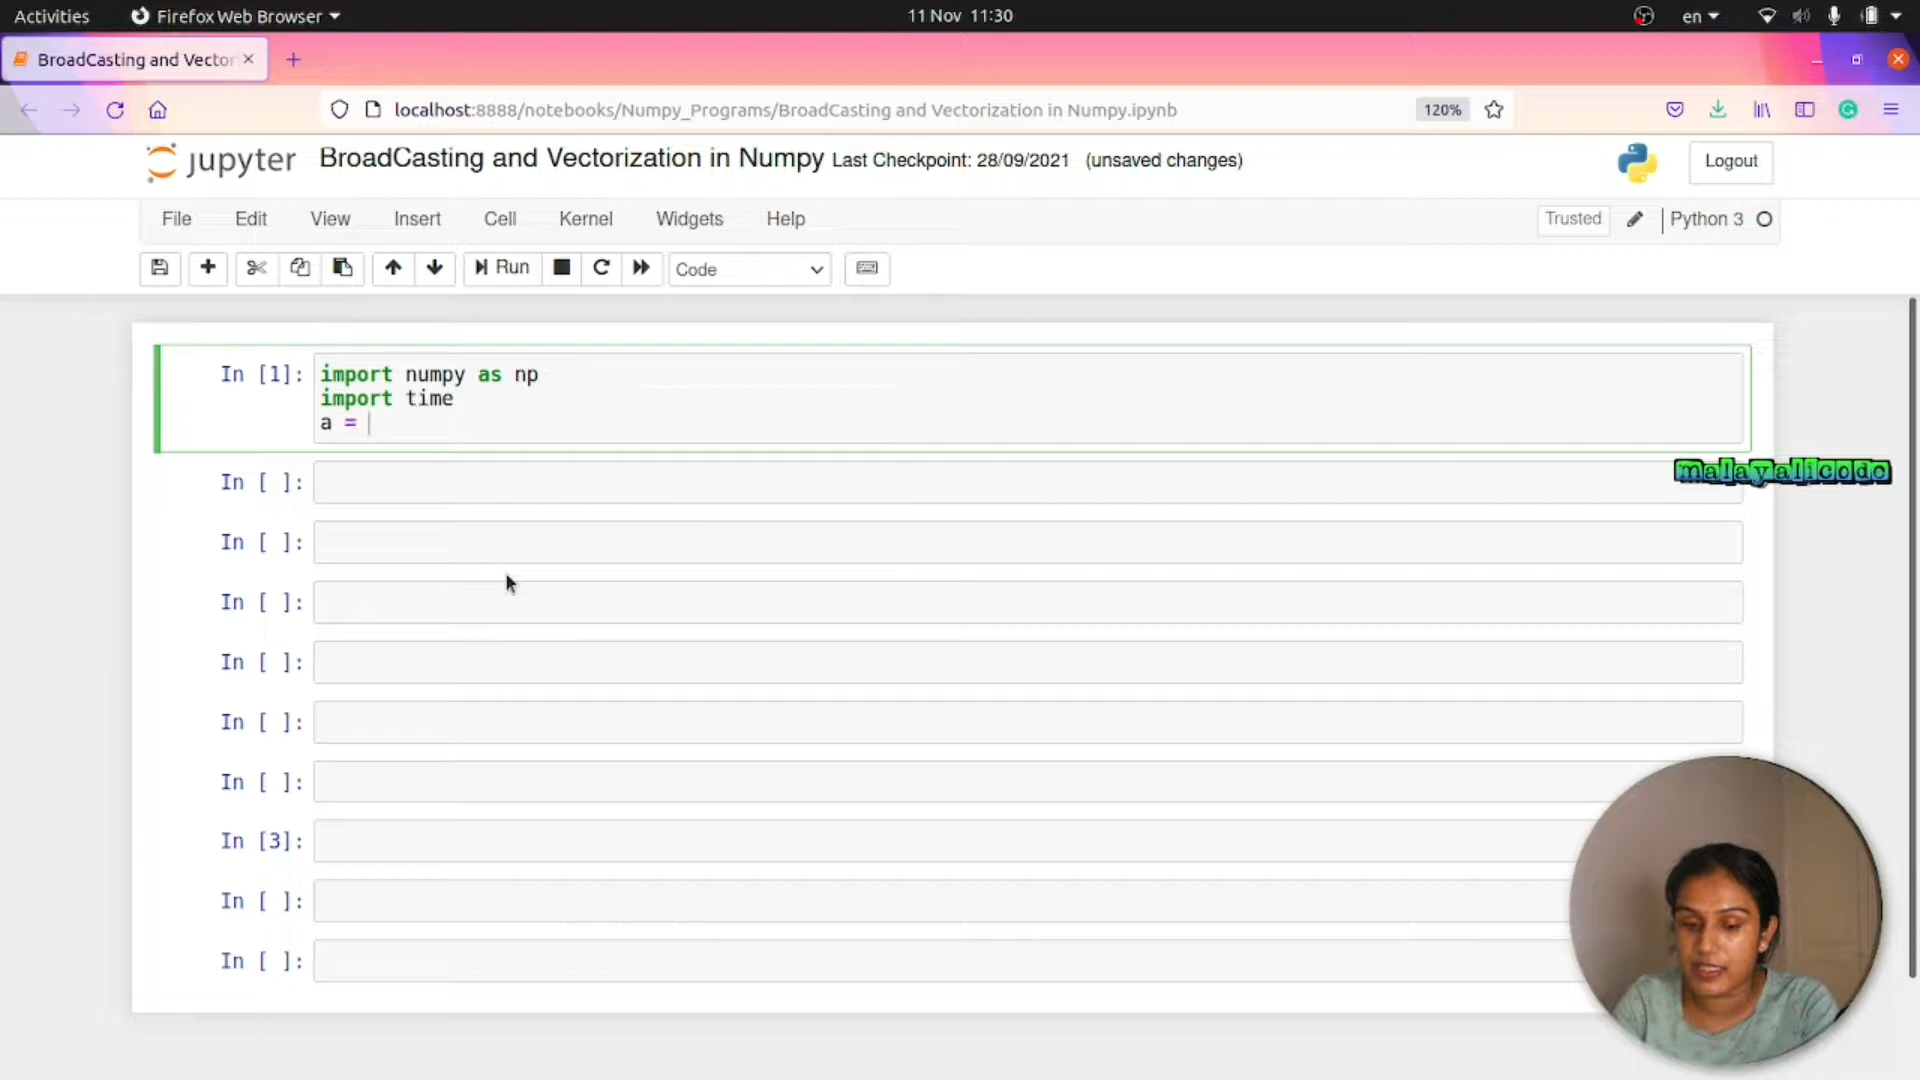 Activities Firefox Web Browser 11 Nov 11:30 en
BroadCasting and Vector
localhost:8888/notebooks/Numpy_Programs/BroadCasting and Vectorization in Numpy.ipynb 120%
jupyter BroadCasting and Vectorization in Numpy Last Checkpoint: 28/09/2021 (unsaved changes) Logout
File Edit View Insert Cell Kernel Widgets Help Trusted Python 3
Run Code
In [1]: import numpy as np
import time
a =
malayalicode
In [ ]:
In [ ]:
In [ ]:
In [ ]:
In [ ]:
In [ ]:
In [3]:
In [ ]:
In [ ]: